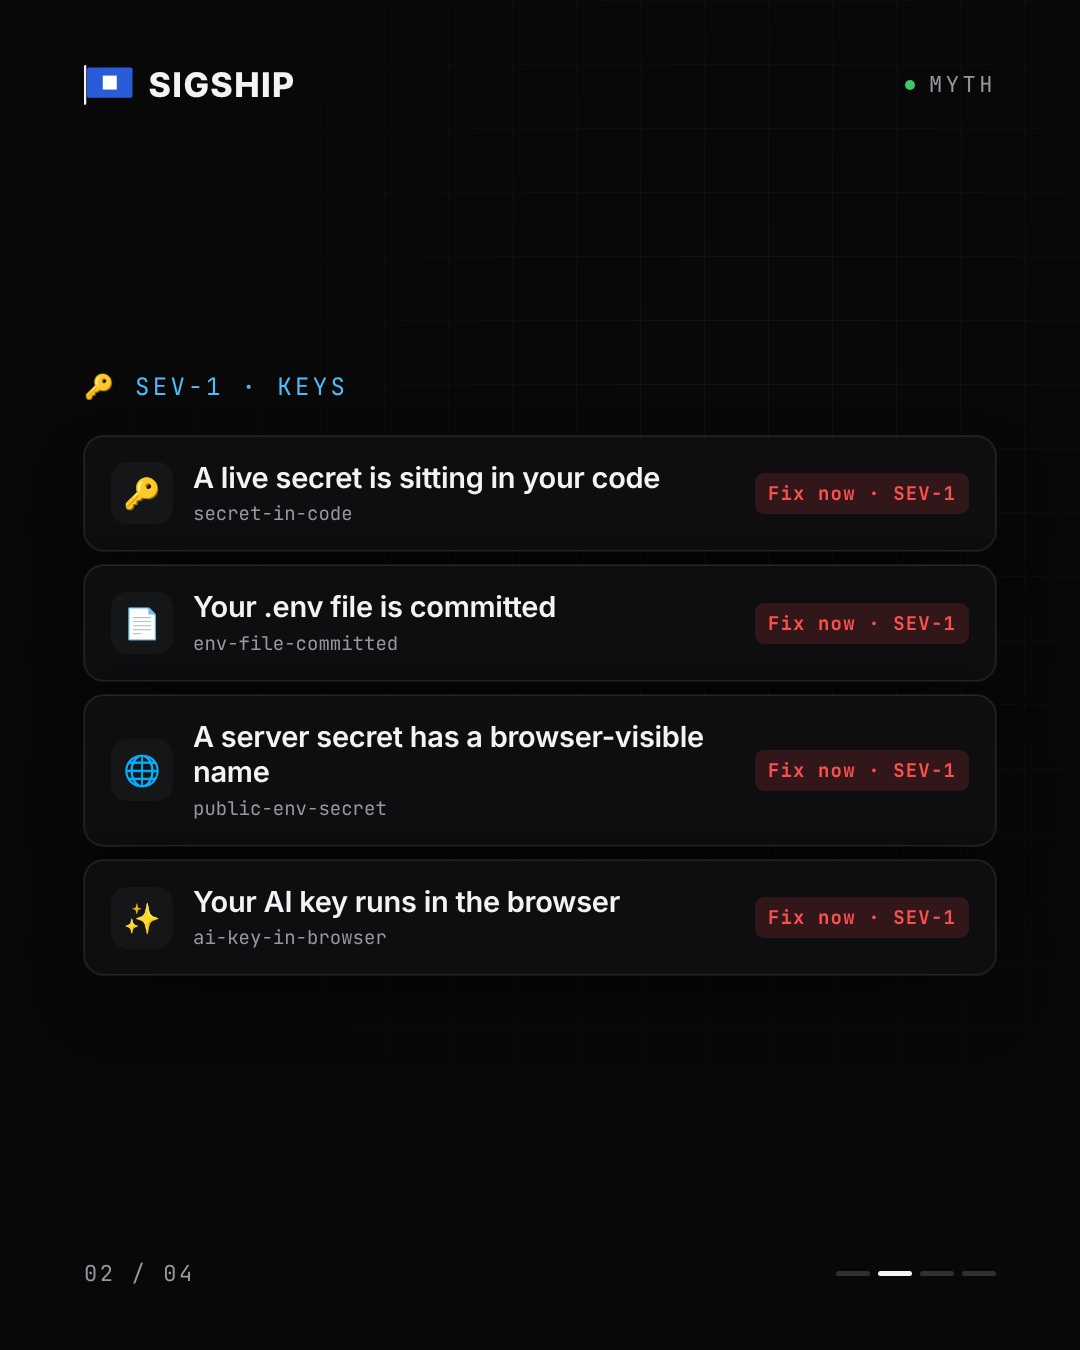 SIGSHIP
MYTH
🔑 SEV-1 · KEYS
A live secret is sitting in your code
secret-in-code
Fix now · SEV-1
Your .env file is committed
env-file-committed
Fix now · SEV-1
A server secret has a browser-visible
name
public-env-secret
Fix now · SEV-1
Your AI key runs in the browser
ai-key-in-browser
Fix now · SEV-1
02 / 04